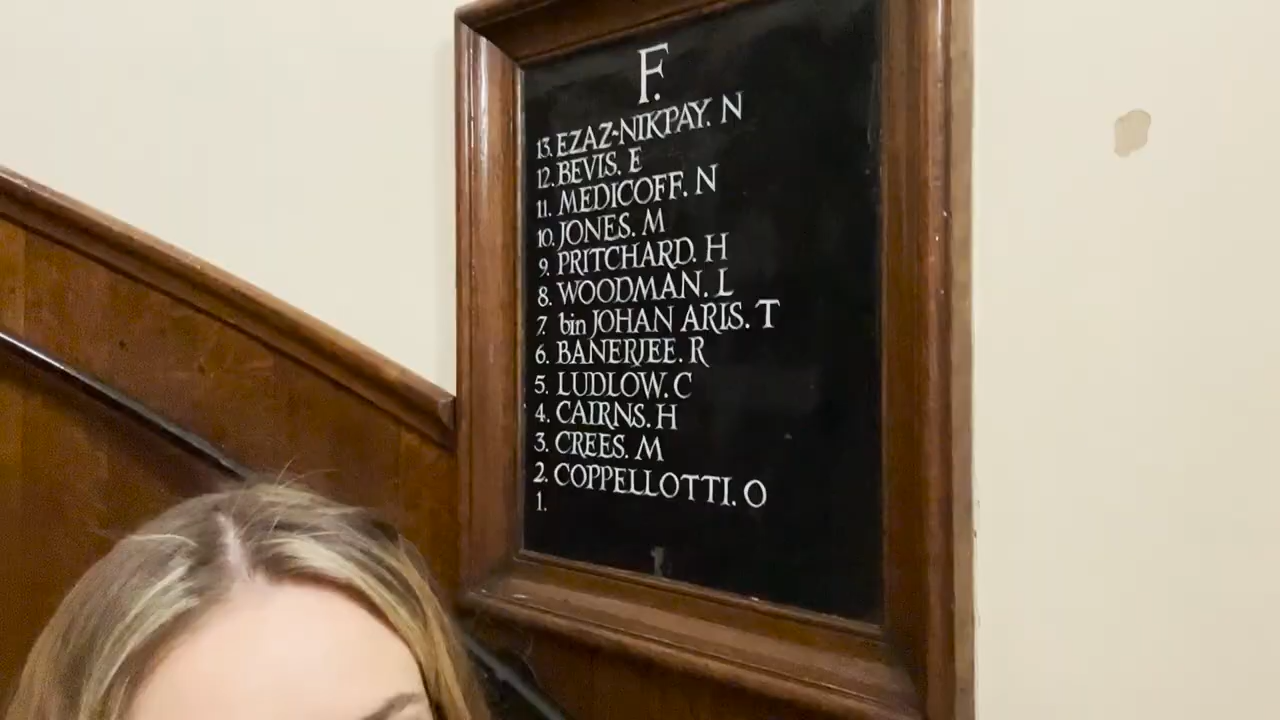 F.
13. EZAZ-NIKPAY. N
12. BEVIS. E
11. MEDICOFF. N
10. JONES. M
9. PRITCHARD. H
8. WOODMAN. L
7. bin JOHAN ARIS. T
6. BANERJEE. R
5. LUDLOW. C
4. CAIRNS. H
3. CREES. M
2. COPPELLOTTI. O
1.